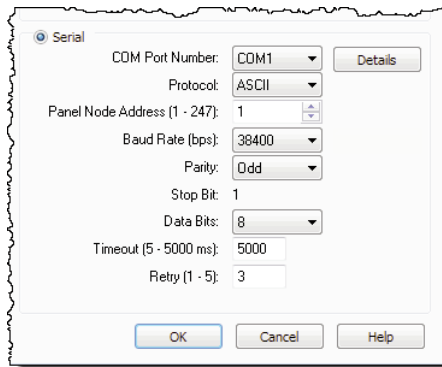 Serial
COM Port Number: COM1 Details
Protocol: ASCII
Panel Node Address (1 - 247): 1
Baud Rate (bps): 38400
Parity: Odd
Stop Bit: 1
Data Bits: 8
Timeout (5 - 5000 ms): 5000
Retry (1 - 5): 3
OK Cancel Help